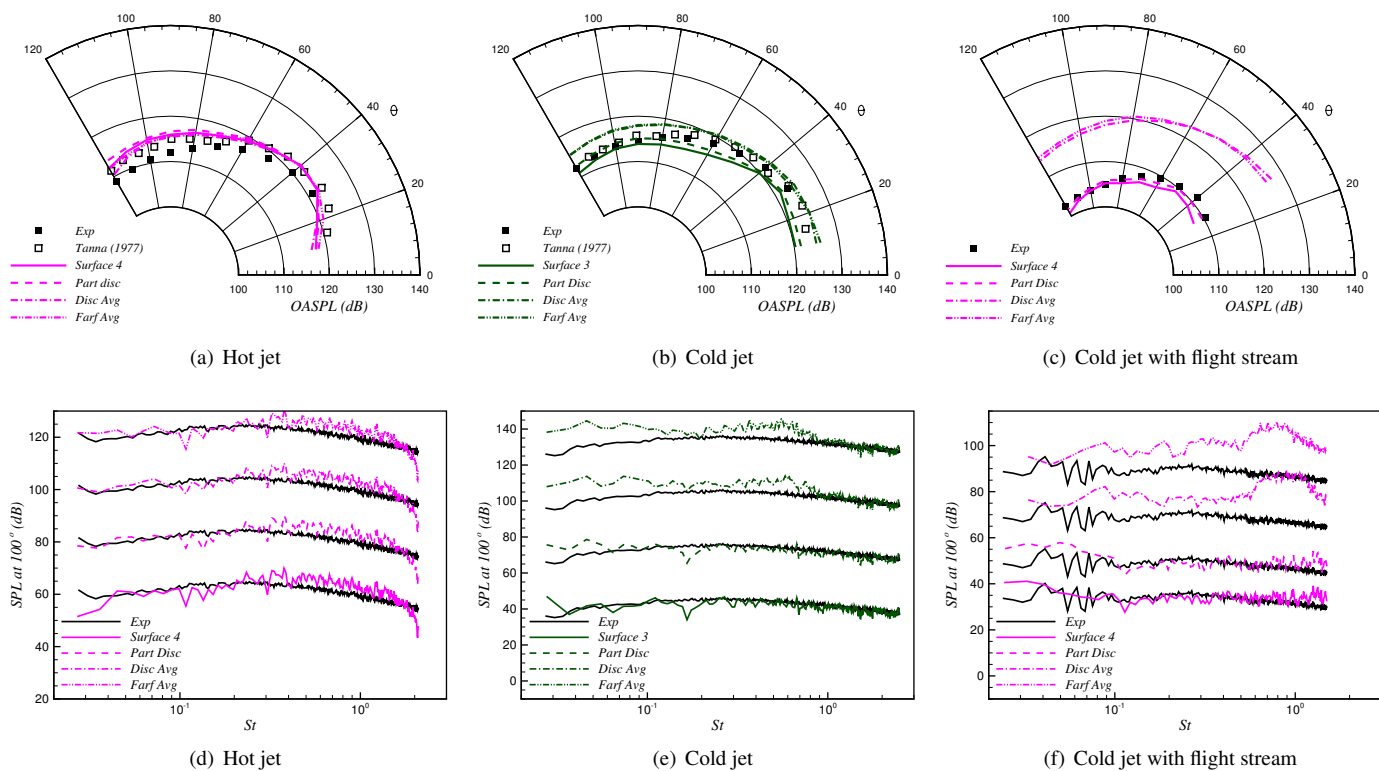 120
100
80
60
40
θ
20
0
100 110 120 130 140
OASPL (dB)
Exp
Tanna (1977)
Surface 4
Part disc
Disc Avg
Farf Avg
(a) Hot jet
120
100
80
60
40
θ
20
0
100 110 120 130 140
OASPL (dB)
Exp
Tanna (1977)
Surface 3
Part Disc
Disc Avg
Farf Avg
(b) Cold jet
120
100
80
60
40
θ
20
0
100 110 120 130 140
OASPL (dB)
Exp
Surface 4
Part Disc
Disc Avg
Farf Avg
(c) Cold jet with flight stream
SPL at 100° (dB)
120
100
80
60
40
20
Exp
Surface 4
Part Disc
Disc Avg
Farf Avg
10-1 100
St
(d) Hot jet
SPL at 100° (dB)
140
120
100
80
60
40
20
0
Exp
Surface 3
Part Disc
Disc Avg
Farf Avg
10-1 100
St
(e) Cold jet
SPL at 100° (dB)
100
80
60
40
20
0
Exp
Surface 4
Part Disc
Disc Avg
Farf Avg
10-1 100
St
(f) Cold jet with flight stream